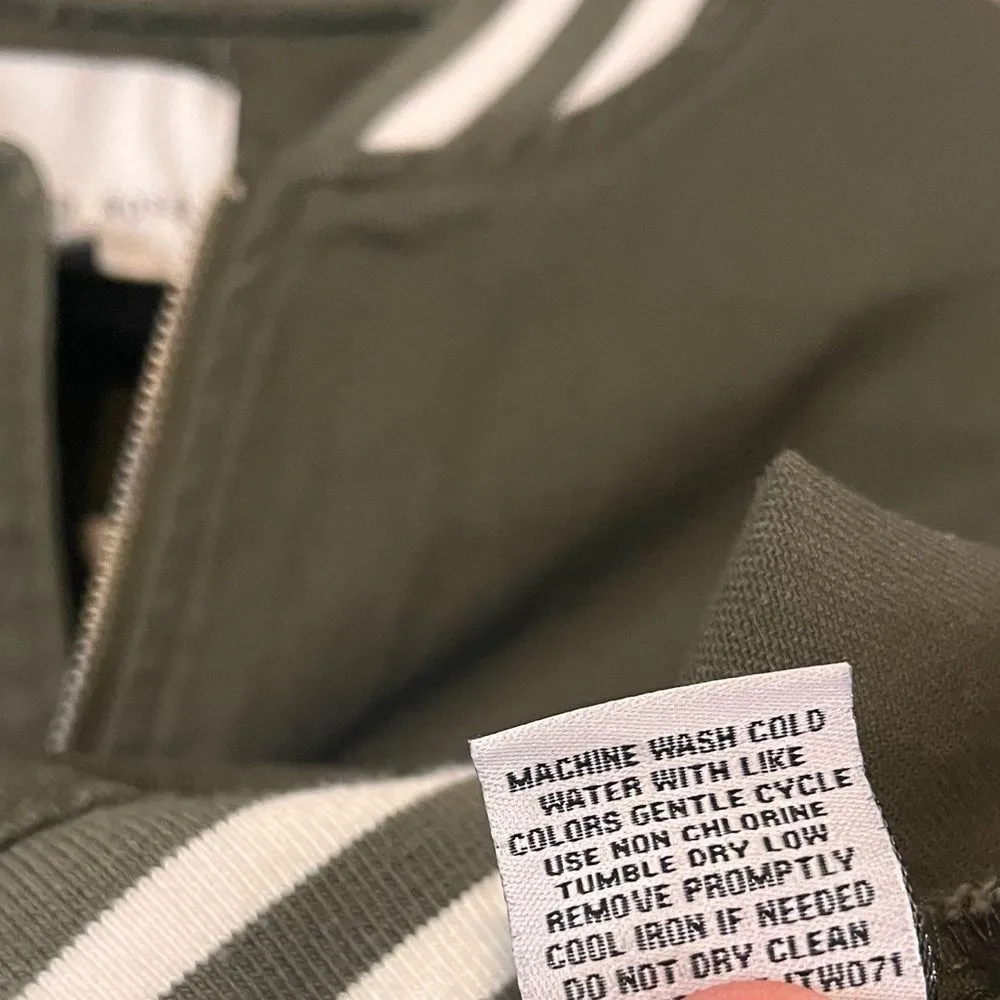 MACHINE WASH COLD
WATER WITH LIKE
COLORS GENTLE CYCLE
USE NON CHLORINE
TUMBLE DRY LOW
REMOVE PROMPTLY
COOL IRON IF NEEDED
DO NOT DRY CLEAN